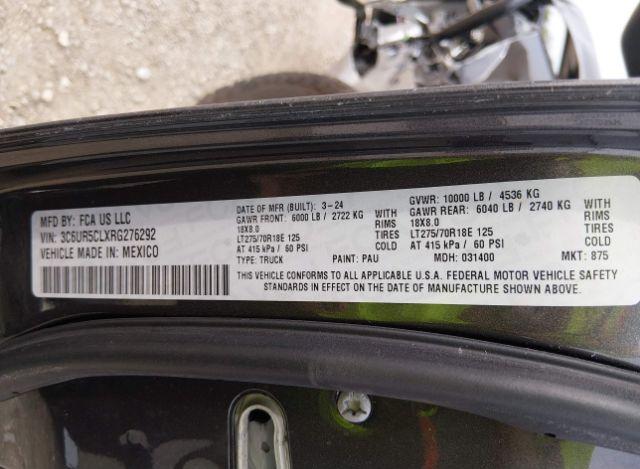 MFD BY: FCA US LLC
VIN: 3C6UR5CLXRG276292
VEHICLE MADE IN: MEXICO
DATE OF MFR (BUILT): 3-24
GAWR FRONT: 6000 LB / 2722 KG WITH
18X8.0 RIMS
LT275/70R18E 125 TIRES
AT 415 kPa / 60 PSI
TYPE: TRUCK PAINT: PAU
GVWR: 10000 LB / 4536 KG
GAWR REAR: 6040 LB / 2740 KG WITH
18X8.0 RIMS
LT275/70R18E 125 TIRES
AT 415 kPa / 60 PSI
MDH: 031400 MKT: 875
THIS VEHICLE CONFORMS TO ALL APPLICABLE U.S.A. FEDERAL MOTOR VEHICLE SAFETY
STANDARDS IN EFFECT ON THE DATE OF MANUFACTURE SHOWN ABOVE.